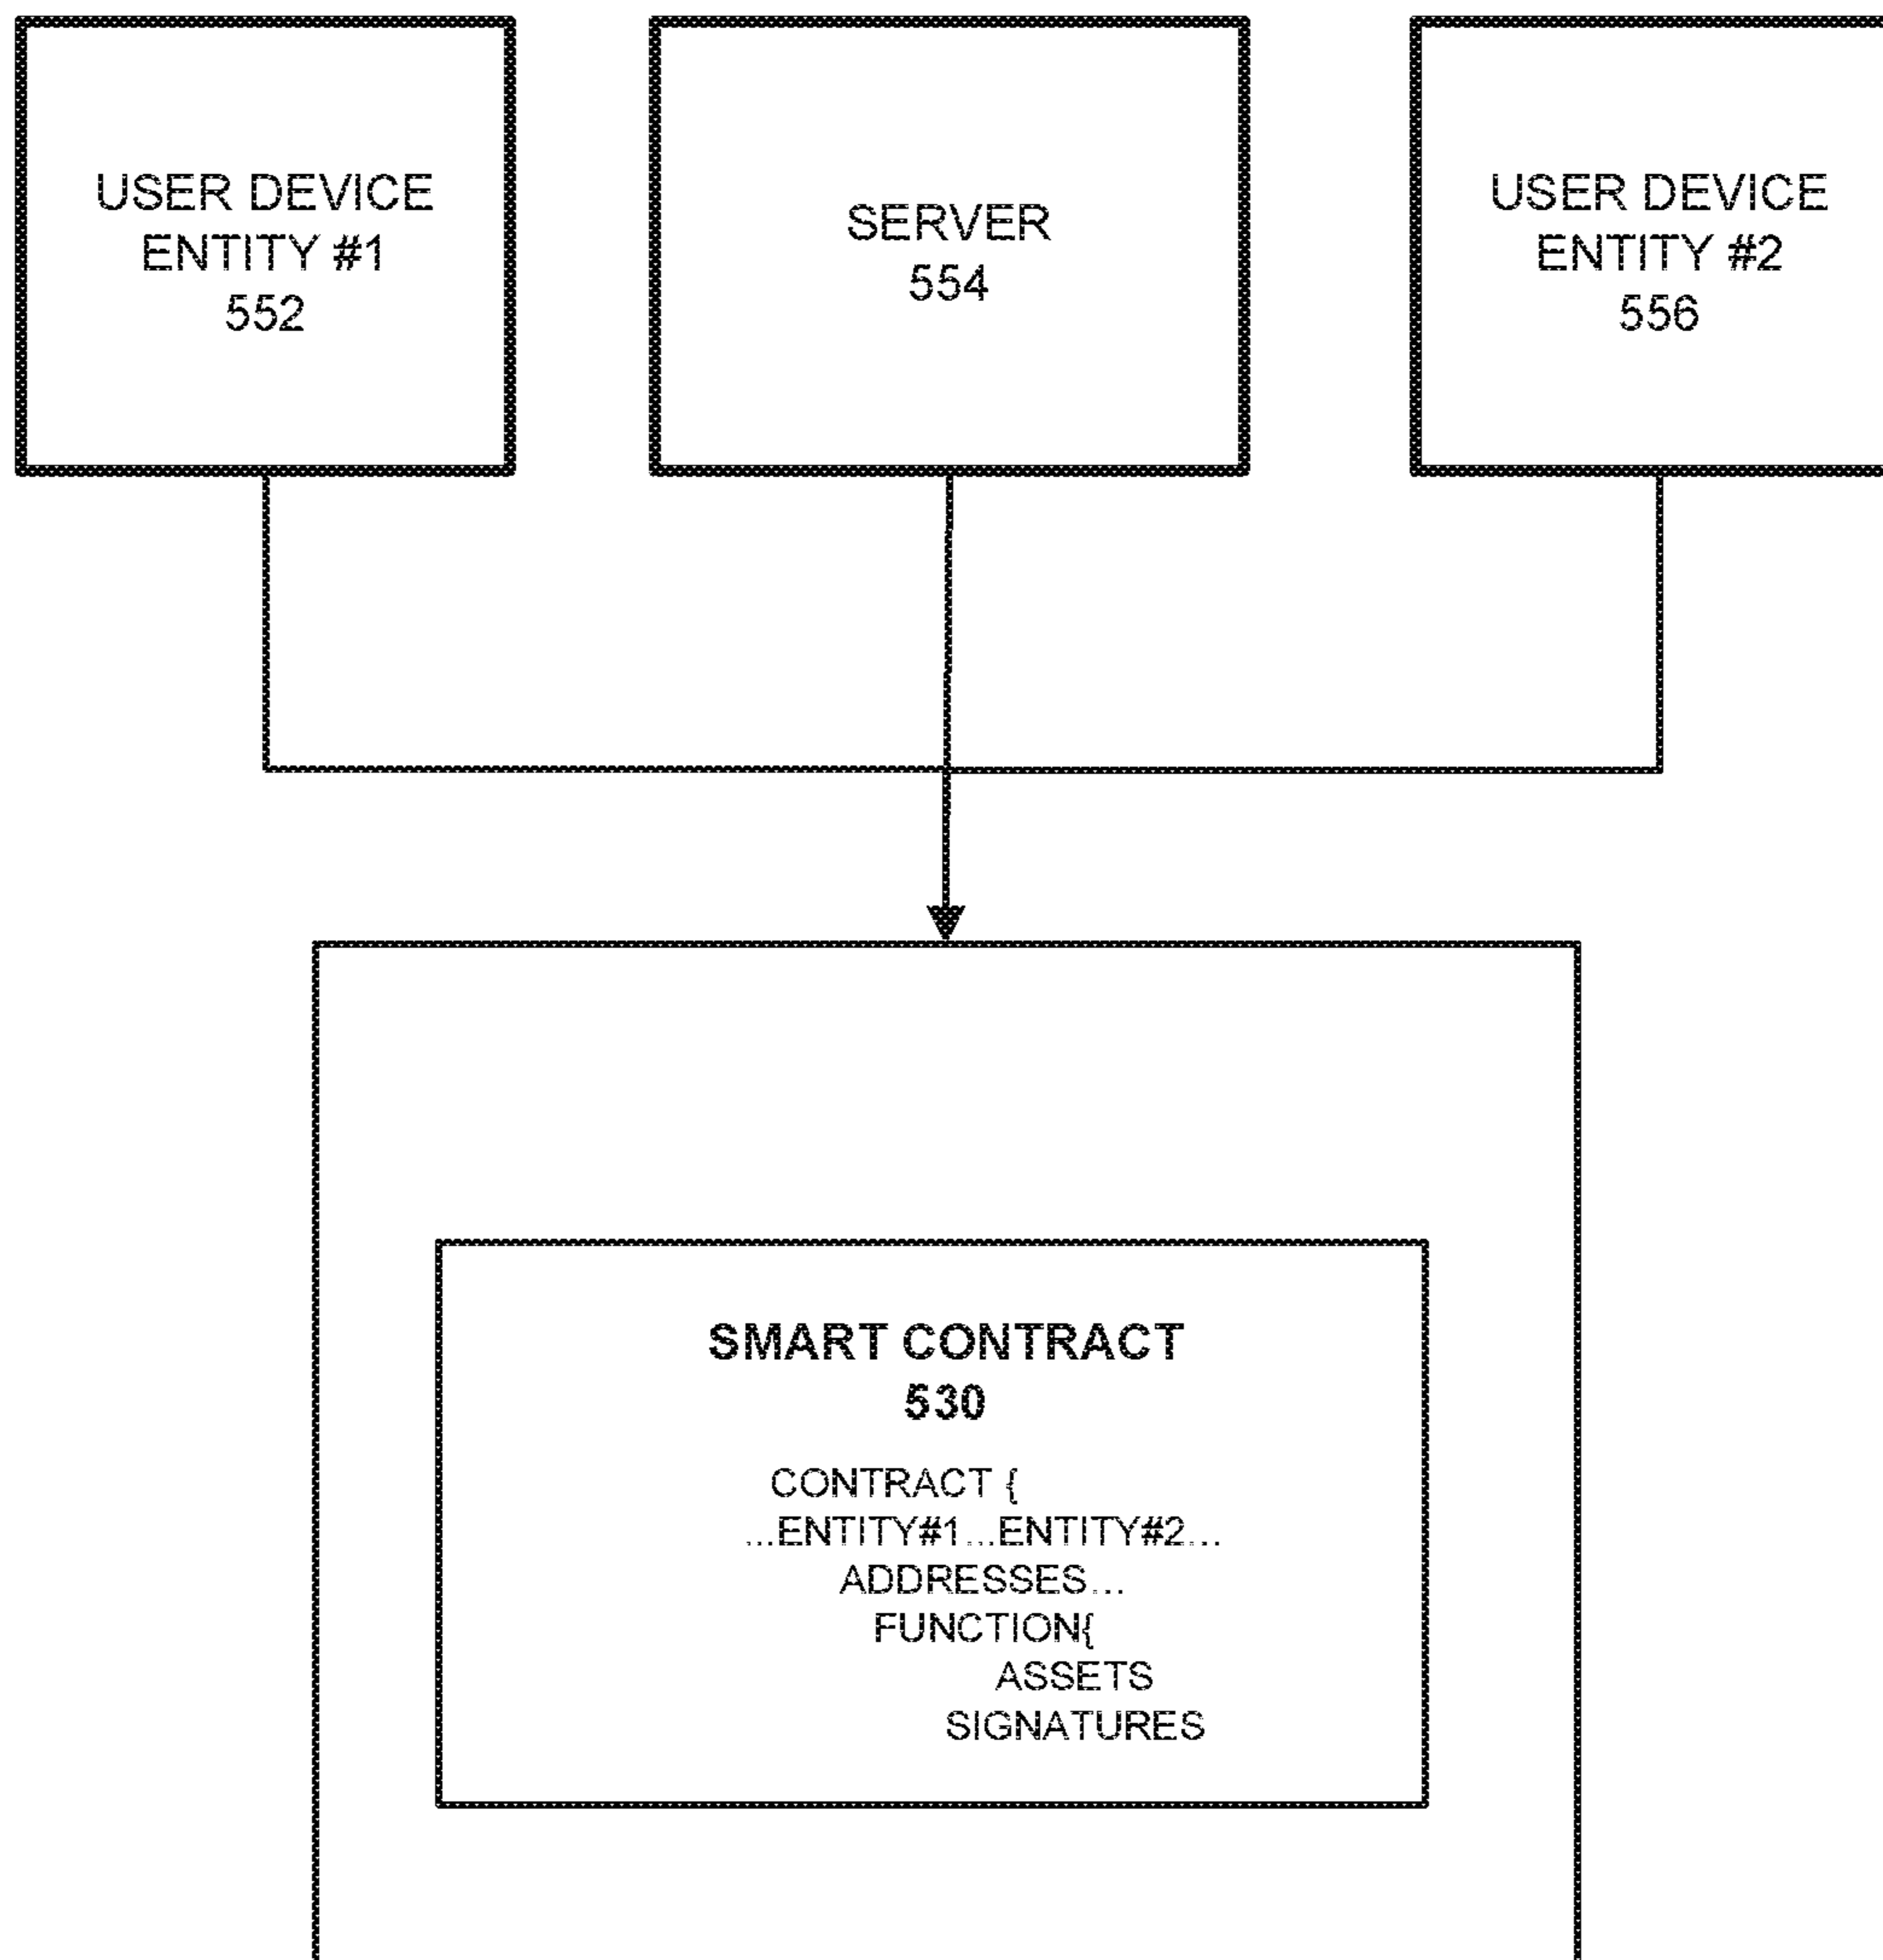 USER DEVICE
ENTITY #1
552
SERVER
554
USER DEVICE
ENTITY #2
556
SMART CONTRACT
530
CONTRACT {
...ENTITY#1...ENTITY#2...
ADDRESSES...
FUNCTION{
ASSETS
SIGNATURES